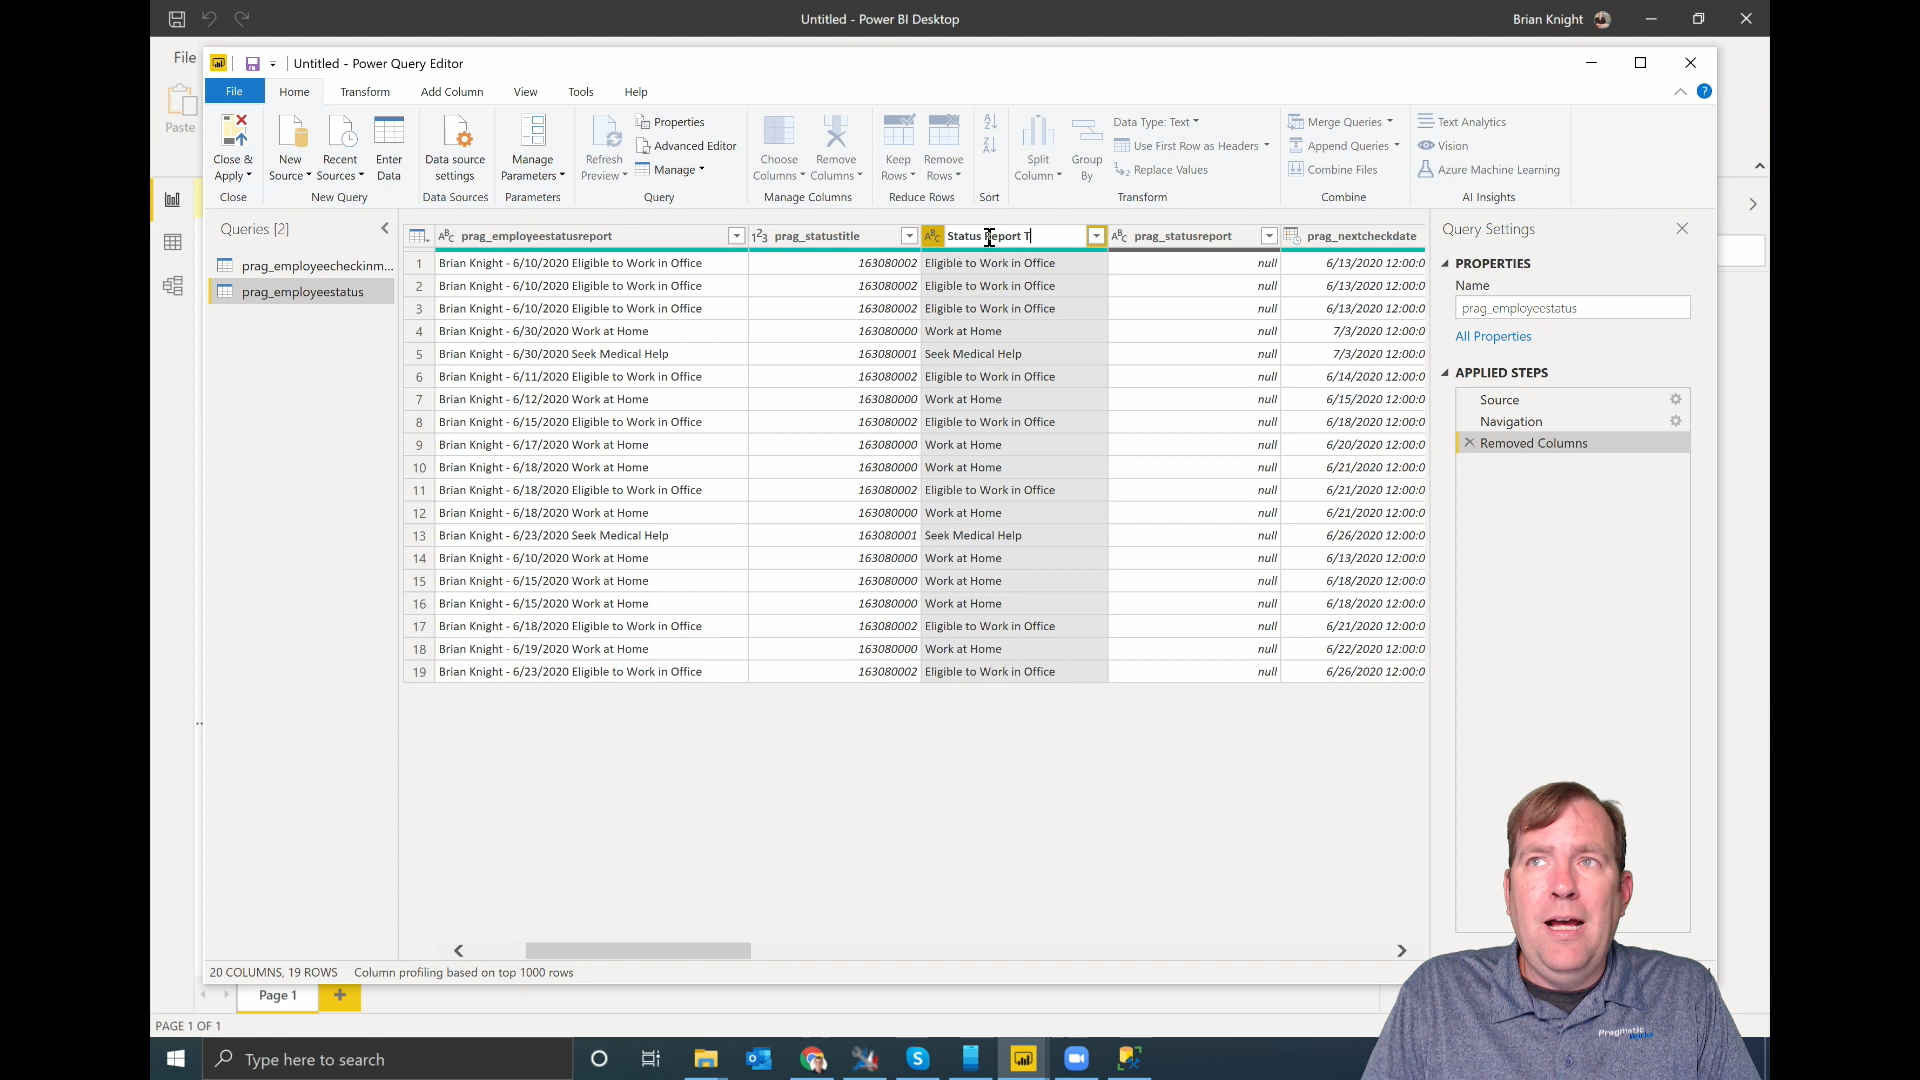 Untitled - Power BI Desktop
Brian Knight
File
Paste
Untitled - Power Query Editor
File
Home
Transform
Add Column
View
Tools
Help
Close & Apply
New Source
Recent Sources
Enter Data
Data source settings
Manage Parameters
Refresh Preview
Properties
Advanced Editor
Manage
Choose Columns
Remove Columns
Keep Rows
Remove Rows
Split Column
Group By
Data Type: Text
Use First Row as Headers
Replace Values
Merge Queries
Append Queries
Combine Files
Text Analytics
Vision
Azure Machine Learning
Close
New Query
Data Sources
Parameters
Query
Manage Columns
Reduce Rows
Sort
Transform
Combine
AI Insights
Queries [2]
prag_employeecheckinm...
prag_employeestatus
prag_employeestatusreport
prag_statustitle
Status Report T
prag_statusreport
prag_nextcheckdate
1 Brian Knight - 6/10/2020 Eligible to Work in Office 163080002 Eligible to Work in Office null 6/13/2020 12:00:0
2 Brian Knight - 6/10/2020 Eligible to Work in Office 163080002 Eligible to Work in Office null 6/13/2020 12:00:0
3 Brian Knight - 6/10/2020 Eligible to Work in Office 163080002 Eligible to Work in Office null 6/13/2020 12:00:0
4 Brian Knight - 6/30/2020 Work at Home 163080000 Work at Home null 7/3/2020 12:00:0
5 Brian Knight - 6/30/2020 Seek Medical Help 163080001 Seek Medical Help null 7/3/2020 12:00:0
6 Brian Knight - 6/11/2020 Eligible to Work in Office 163080002 Eligible to Work in Office null 6/14/2020 12:00:0
7 Brian Knight - 6/12/2020 Work at Home 163080000 Work at Home null 6/15/2020 12:00:0
8 Brian Knight - 6/15/2020 Eligible to Work in Office 163080002 Eligible to Work in Office null 6/18/2020 12:00:0
9 Brian Knight - 6/17/2020 Work at Home 163080000 Work at Home null 6/20/2020 12:00:0
10 Brian Knight - 6/18/2020 Work at Home 163080000 Work at Home null 6/21/2020 12:00:0
11 Brian Knight - 6/18/2020 Eligible to Work in Office 163080002 Eligible to Work in Office null 6/21/2020 12:00:0
12 Brian Knight - 6/18/2020 Work at Home 163080000 Work at Home null 6/21/2020 12:00:0
13 Brian Knight - 6/23/2020 Seek Medical Help 163080001 Seek Medical Help null 6/26/2020 12:00:0
14 Brian Knight - 6/10/2020 Work at Home 163080000 Work at Home null 6/13/2020 12:00:0
15 Brian Knight - 6/15/2020 Work at Home 163080000 Work at Home null 6/18/2020 12:00:0
16 Brian Knight - 6/15/2020 Work at Home 163080000 Work at Home null 6/18/2020 12:00:0
17 Brian Knight - 6/18/2020 Eligible to Work in Office 163080002 Eligible to Work in Office null 6/21/2020 12:00:0
18 Brian Knight - 6/19/2020 Work at Home 163080000 Work at Home null 6/22/2020 12:00:0
19 Brian Knight - 6/23/2020 Eligible to Work in Office 163080002 Eligible to Work in Office null 6/26/2020 12:00:0
Query Settings
PROPERTIES
Name
prag_employeestatus
All Properties
APPLIED STEPS
Source
Navigation
Removed Columns
20 COLUMNS, 19 ROWS
Column profiling based on top 1000 rows
Page 1
PAGE 1 OF 1
Type here to search
Pragmatic
Works